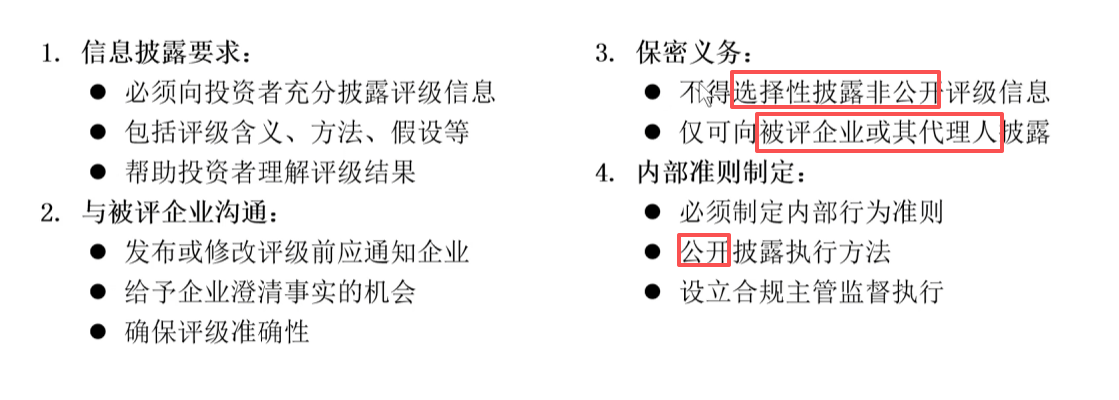 1. 信息披露要求：
● 必须向投资者充分披露评级信息
● 包括评级含义、方法、假设等
● 帮助投资者理解评级结果
2. 与被评企业沟通：
● 发布或修改评级前应通知企业
● 给予企业澄清事实的机会
● 确保评级准确性
3. 保密义务：
● 不得选择性披露非公开评级信息
● 仅可向被评企业或其代理人披露
4. 内部准则制定：
● 必须制定内部行为准则
● 公开披露执行方法
● 设立合规主管监督执行